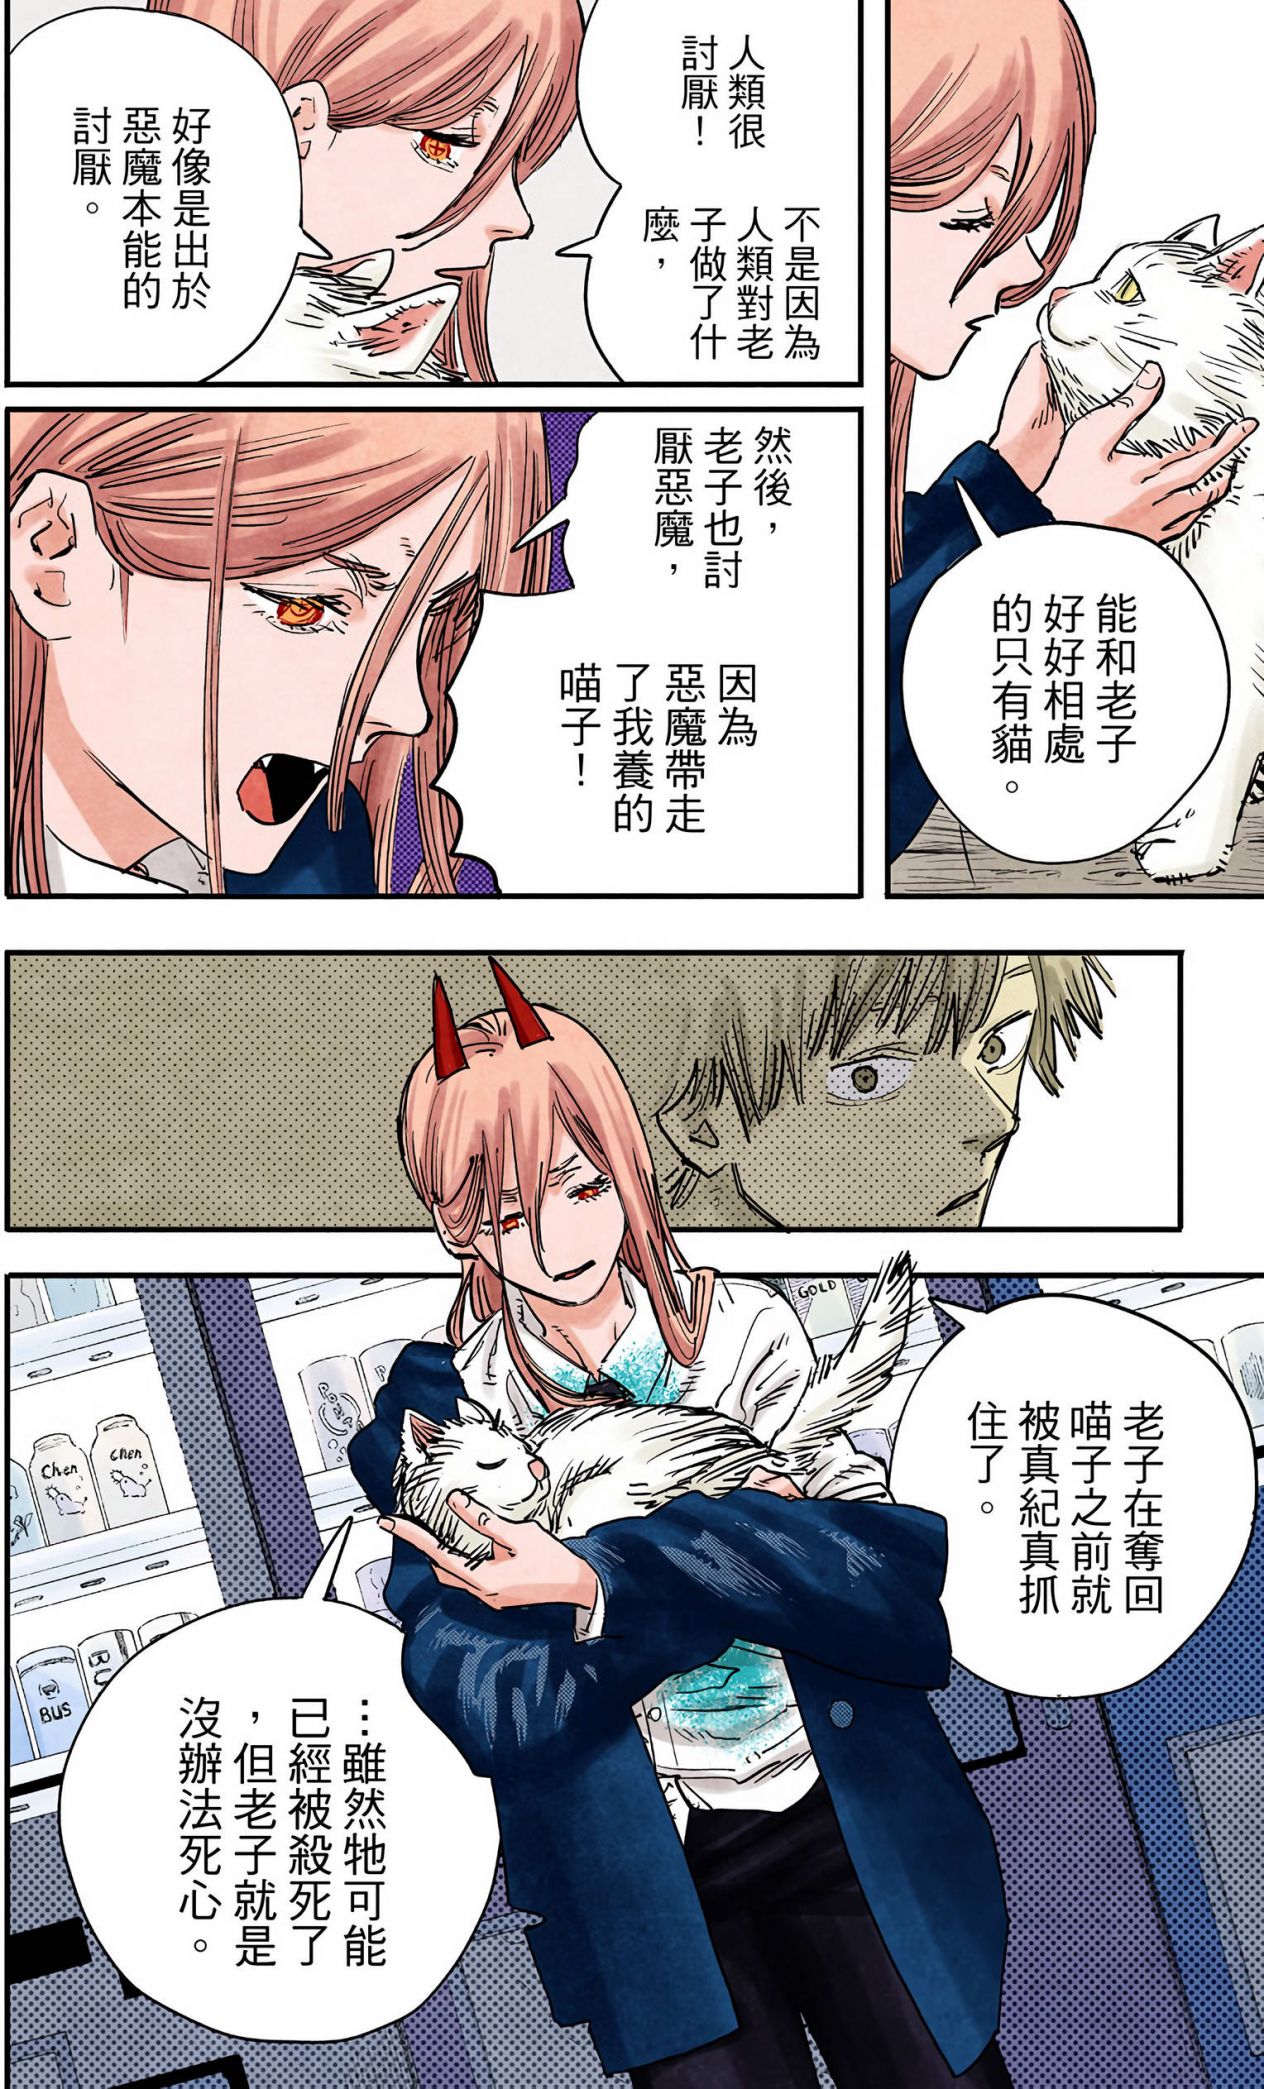 能和老子
好好相處
的只有貓。
人類很
討厭！
不是因為
人類對老
子做了什
麼，
好像是出於
惡魔本能的
討厭。
然後，
老子也討
厭惡魔，
因為
惡魔帶走
了我養的
喵子！
老子在奪回
喵子之前就
被真紀真抓
住了。
…雖然牠可能
已經被殺死了
，但老子就是
沒辦法死心。
GOLD
Chen
Chen
BUS